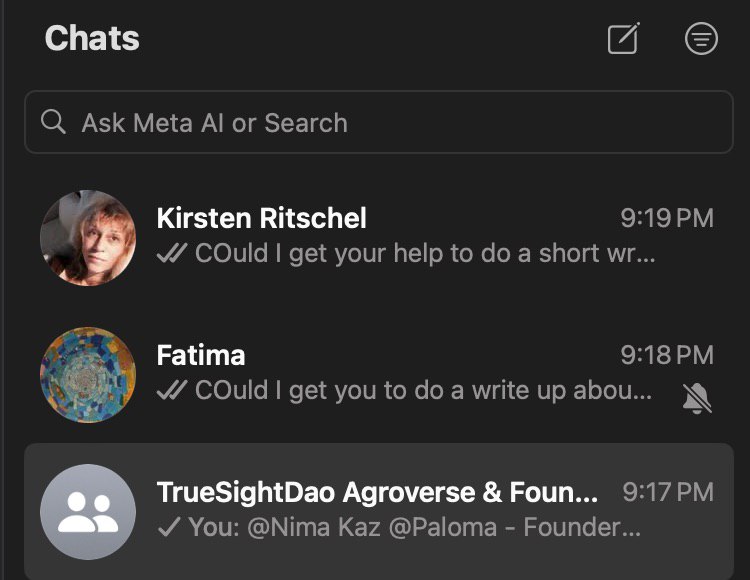 Chats
Ask Meta AI or Search
Kirsten Ritschel
9:19 PM
COuld I get your help to do a short wr...
Fatima
9:18 PM
COuld I get you to do a write up abou...
TrueSightDao Agroverse & Foun...
9:17 PM
You: @Nima Kaz @Paloma - Founder...